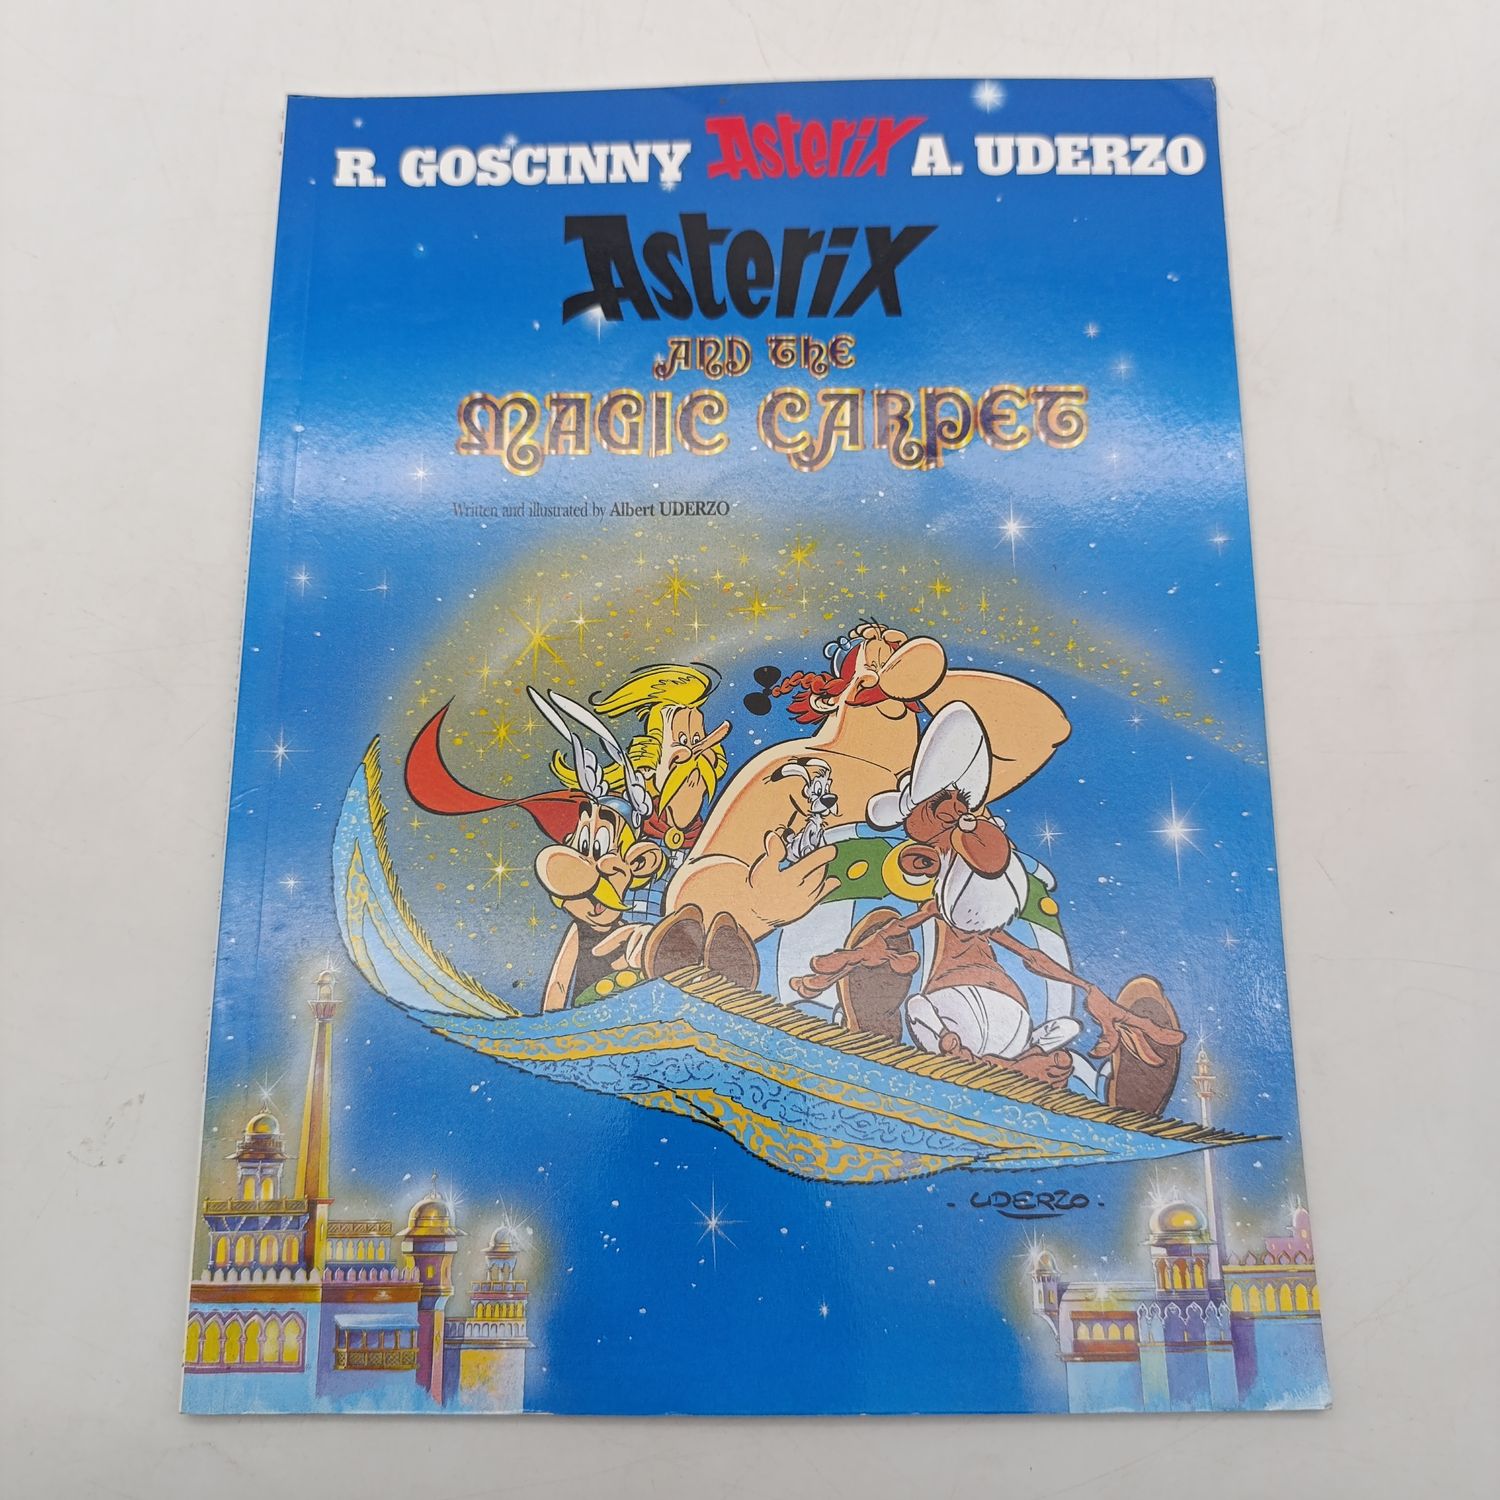 R. GOSCINNY Asterix A. UDERZO
Asterix
AND THE
MAGIC CARPET
Written and illustrated by Albert UDERZO
. UDERZO .